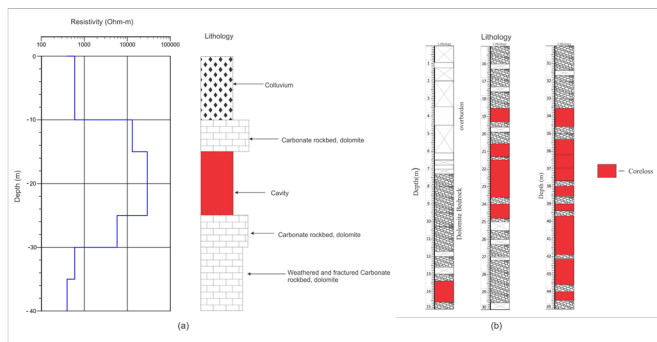 Resistivity (Ohm-m)
100 1000 10000 100000
Lithology
0
-10
-20
-30
-40
Depth (m)
Colluvium
Carbonate rockbed, dolomite
Cavity
Carbonate rockbed, dolomite
Weathered and fractured Carbonate
rockbed, dolomite
(a)
Lithology
Depth(m)
overburden
Dolomite Bedrock
Depth (m)
Depth (m)
Coreloss
(b)